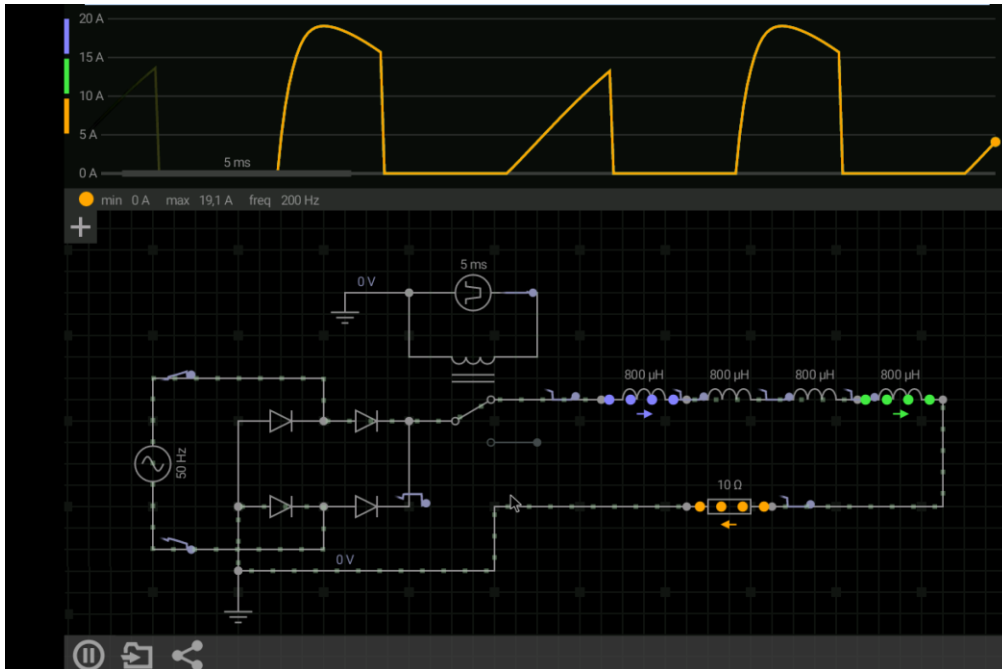 20 A
15 A
10 A
5 A
5 ms
0 A
min 0 A max 19,1 A freq 200 Hz
+
5 ms
0 V
800 μH 800 μH 800 μH 800 μH
50 Hz
10 Ω
0 V